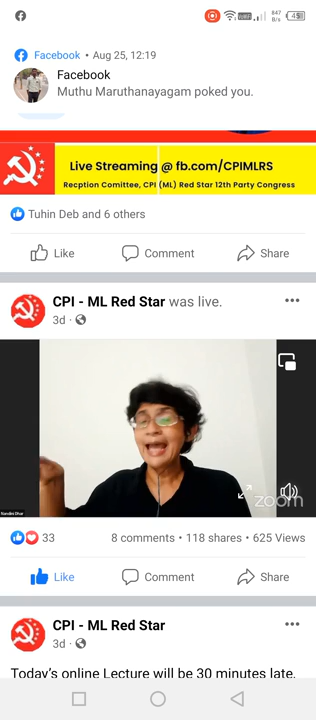 847 B/s
Facebook • Aug 25, 12:19
Facebook
Muthu Maruthanayagam poked you.
Live Streaming @ fb.com/CPIMLRS
Recption Comittee, CPI (ML) Red Star 12th Party Congress
Tuhin Deb and 6 others
Like Comment Share
CPI - ML Red Star was live.
3d
zoom
Nandini Dhar
33 8 comments • 118 shares • 625 Views
Like Comment Share
CPI - ML Red Star
3d
Today's online Lecture will be 30 minutes late.